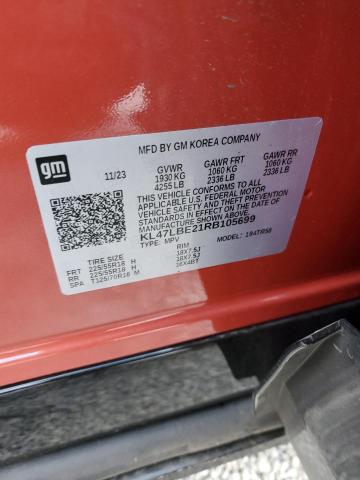 gm
MFD BY GM KOREA COMPANY
11/23
GVWR GAWR FRT GAWR RR
1930 KG 1060 KG 1060 KG
4255 LB 2336 LB 2336 LB
THIS VEHICLE CONFORMS TO ALL
APPLICABLE U.S. FEDERAL MOTOR
VEHICLE SAFETY AND THEFT PREVENTION
STANDARDS IN EFFECT ON THE DATE OF
MANUFACTURE SHOWN ABOVE.
KL47LBE21RB105699
TYPE: MPV MODEL: 1B4TR58
TIRE SIZE RIM
FRT 225/55R18 H 18X7.5J
RR 225/55R18 H 18X7.5J
SPA T125/70R16 M 16X4BT